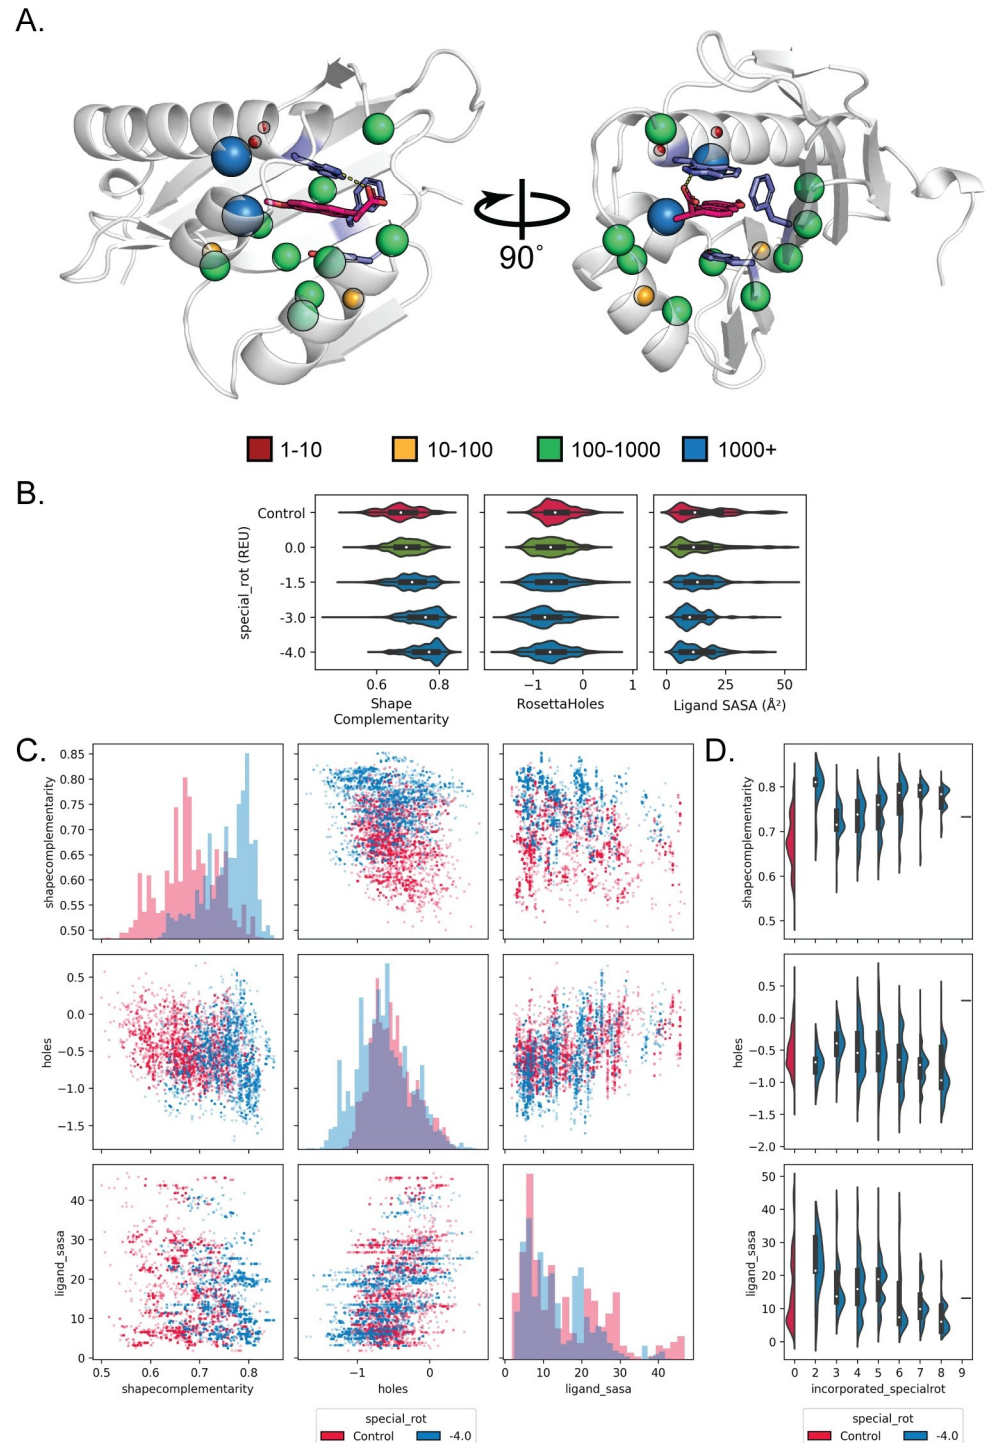 A.
90°
1-10
10-100
100-1000
1000+
B.
special_rot (REU)
Control
0.0
-1.5
-3.0
-4.0
0.6 0.8
Shape
Complementarity
−1 0 1
RosettaHoles
0 25 50
Ligand SASA (Å²)
C.
shapecomplementarity
0.85
0.80
0.75
0.70
0.65
0.60
0.55
0.50
holes
0.5
0.0
−0.5
−1.0
−1.5
ligand_sasa
40
30
20
10
0
0.5 0.6 0.7 0.8
shapecomplementarity
−1 0
holes
0 10 20 30 40
ligand_sasa
special_rot
Control -4.0
D.
shapecomplementarity
0.8
0.7
0.6
0.5
holes
0.5
0.0
−0.5
−1.0
−1.5
−2.0
ligand_sasa
50
40
30
20
10
0
0 2 3 4 5 6 7 8 9
incorporated_specialrot
special_rot
Control -4.0